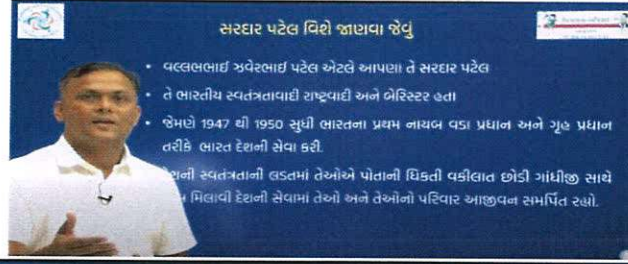 સરદાર પટેલ વિશે જાણવા જેવું
• વલ્લભભાઈ ઝવેરભાઈ પટેલ એટલે આપણા તે સરદાર પટેલ
• તે ભારતીય સ્વતંત્રતાવાદી રાષ્ટ્રવાદી અને બેરિસ્ટર હતા
• જેમણે 1947 થી 1950 સુધી ભારતના પ્રથમ નાયબ વડા પ્રધાન અને ગૃહ પ્રધાન
તરીકે ભારત દેશની સેવા કરી.
સ્વતંત્રતાની લડતમાં તેઓએ પોતાની ધિકતી વકીલાત છોડી ગાંધીજી સાથે
મિલાવી દેશની સેવામાં તેઓ અને તેઓનો પરિવાર આજીવન સમર્પિત રહ્યો.